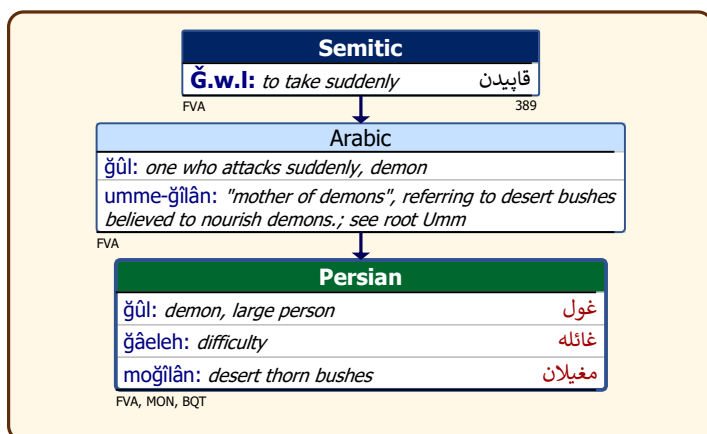 Semitic
Ğ.w.l: to take suddenly قاپیدن
FVA 389
Arabic
ğûl: one who attacks suddenly, demon
umme-ğîlân: "mother of demons", referring to desert bushes
believed to nourish demons.; see root Umm
FVA
Persian
ğûl: demon, large person غول
ğâeleh: difficulty غائله
moğîlân: desert thorn bushes مغیلان
FVA, MON, BQT